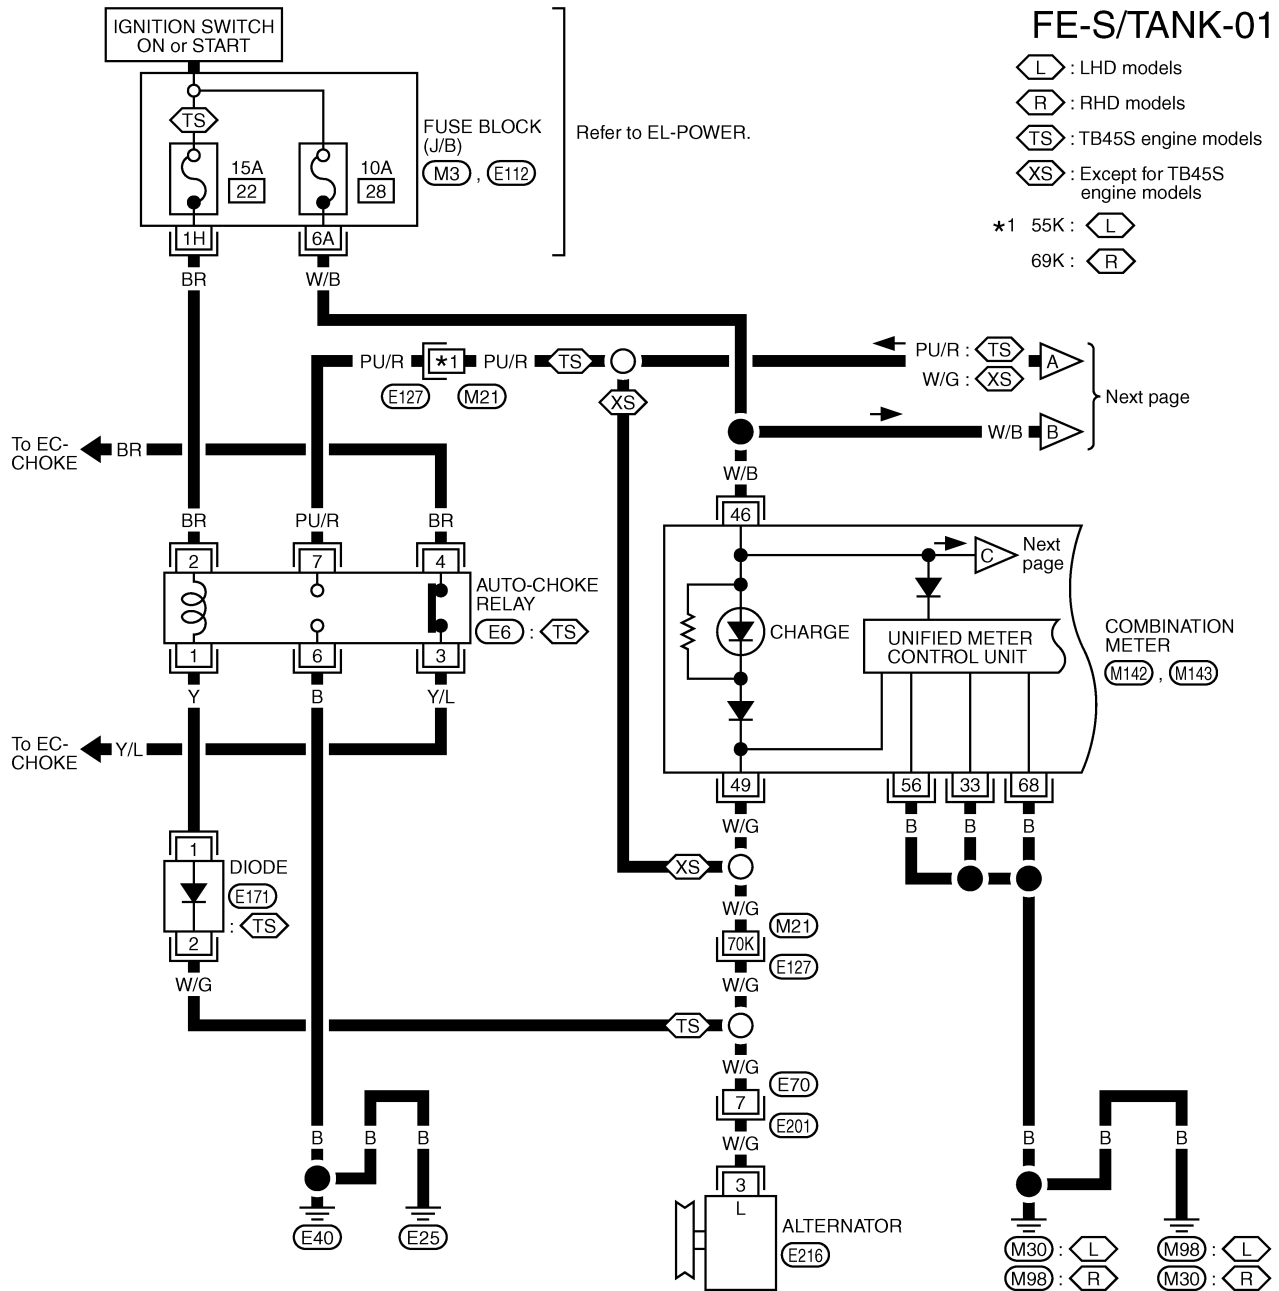 FE-S/TANK-01
IGNITION SWITCH
ON or START
TS
15A
22
10A
28
FUSE BLOCK
(J/B)
M3 , E112
Refer to EL-POWER.
L : LHD models
R : RHD models
TS : TB45S engine models
XS : Except for TB45S
engine models
*1 55K : L
69K : R
1H
6A
BR
W/B
PU/R
*1
PU/R
TS
E127
M21
XS
PU/R : TS
W/G : XS
A
Next page
W/B
B
To EC-
CHOKE
BR
W/B
BR
PU/R
BR
46
2
7
4
AUTO-CHOKE
RELAY
E6 : TS
1
6
3
C
Next
page
CHARGE
UNIFIED METER
CONTROL UNIT
COMBINATION
METER
M142 , M143
Y
B
Y/L
To EC-
CHOKE
Y/L
49
56
33
68
W/G
B
B
B
1
DIODE
E171
: TS
2
XS
W/G
M21
70K
E127
W/G
W/G
TS
W/G
E70
7
E201
W/G
B
B
B
B
B
B
3
L
ALTERNATOR
E216
E40
E25
M30 : L
M98 : R
M98 : L
M30 : R